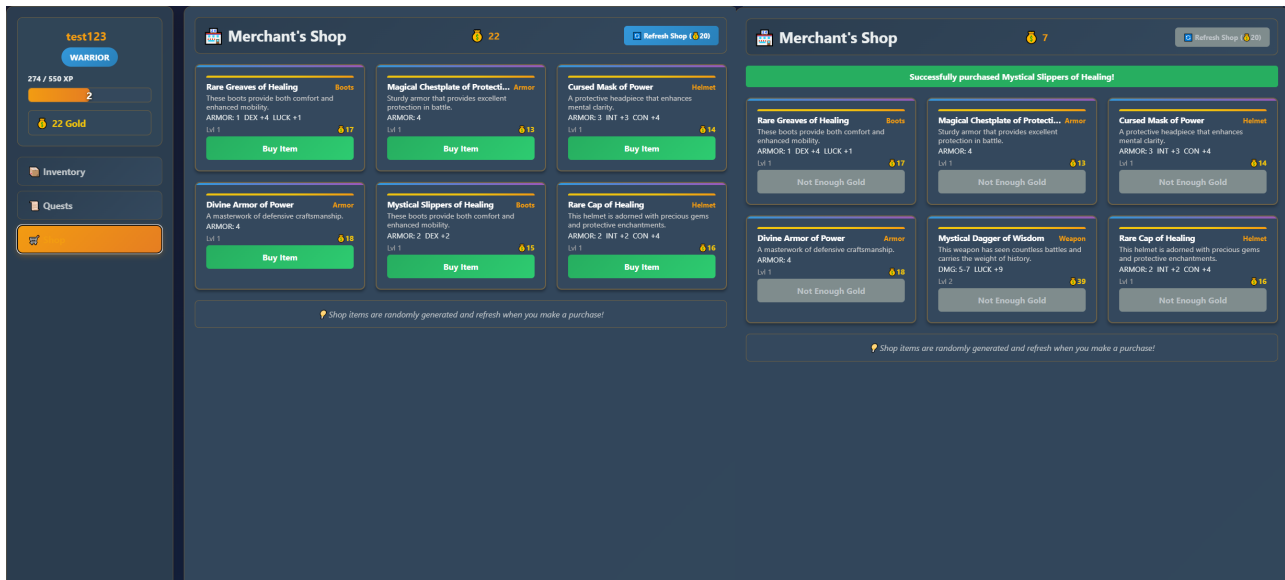 test123
WARRIOR
274 / 550 XP
2
22 Gold
Inventory
Quests
Merchant's Shop
22
Refresh Shop ( 20)
Rare Greaves of Healing Boots
These boots provide both comfort and
enhanced mobility.
ARMOR: 1 DEX +4 LUCK +1
Lvl 1 17
Buy Item
Magical Chestplate of Protecti... Armor
Sturdy armor that provides excellent
protection in battle.
ARMOR: 4
Lvl 1 13
Buy Item
Cursed Mask of Power Helmet
A protective headpiece that enhances
mental clarity.
ARMOR: 3 INT +3 CON +4
Lvl 1 14
Buy Item
Divine Armor of Power Armor
A masterwork of defensive craftsmanship.
ARMOR: 4
Lvl 1 18
Buy Item
Mystical Slippers of Healing Boots
These boots provide both comfort and
enhanced mobility.
ARMOR: 2 DEX +2
Lvl 1 15
Buy Item
Rare Cap of Healing Helmet
This helmet is adorned with precious gems
and protective enchantments.
ARMOR: 2 INT +2 CON +4
Lvl 1 16
Buy Item
Shop items are randomly generated and refresh when you make a purchase!
Merchant's Shop
7
Refresh Shop ( 20)
Successfully purchased Mystical Slippers of Healing!
Rare Greaves of Healing Boots
These boots provide both comfort and
enhanced mobility.
ARMOR: 1 DEX +4 LUCK +1
Lvl 1 17
Not Enough Gold
Magical Chestplate of Protecti... Armor
Sturdy armor that provides excellent
protection in battle.
ARMOR: 4
Lvl 1 13
Not Enough Gold
Cursed Mask of Power Helmet
A protective headpiece that enhances
mental clarity.
ARMOR: 3 INT +3 CON +4
Lvl 1 14
Not Enough Gold
Divine Armor of Power Armor
A masterwork of defensive craftsmanship.
ARMOR: 4
Lvl 1 18
Not Enough Gold
Mystical Dagger of Wisdom Weapon
This weapon has seen countless battles and
carries the weight of history.
DMG: 5-7 LUCK +9
Lvl 2 39
Not Enough Gold
Rare Cap of Healing Helmet
This helmet is adorned with precious gems
and protective enchantments.
ARMOR: 2 INT +2 CON +4
Lvl 1 16
Not Enough Gold
Shop items are randomly generated and refresh when you make a purchase!